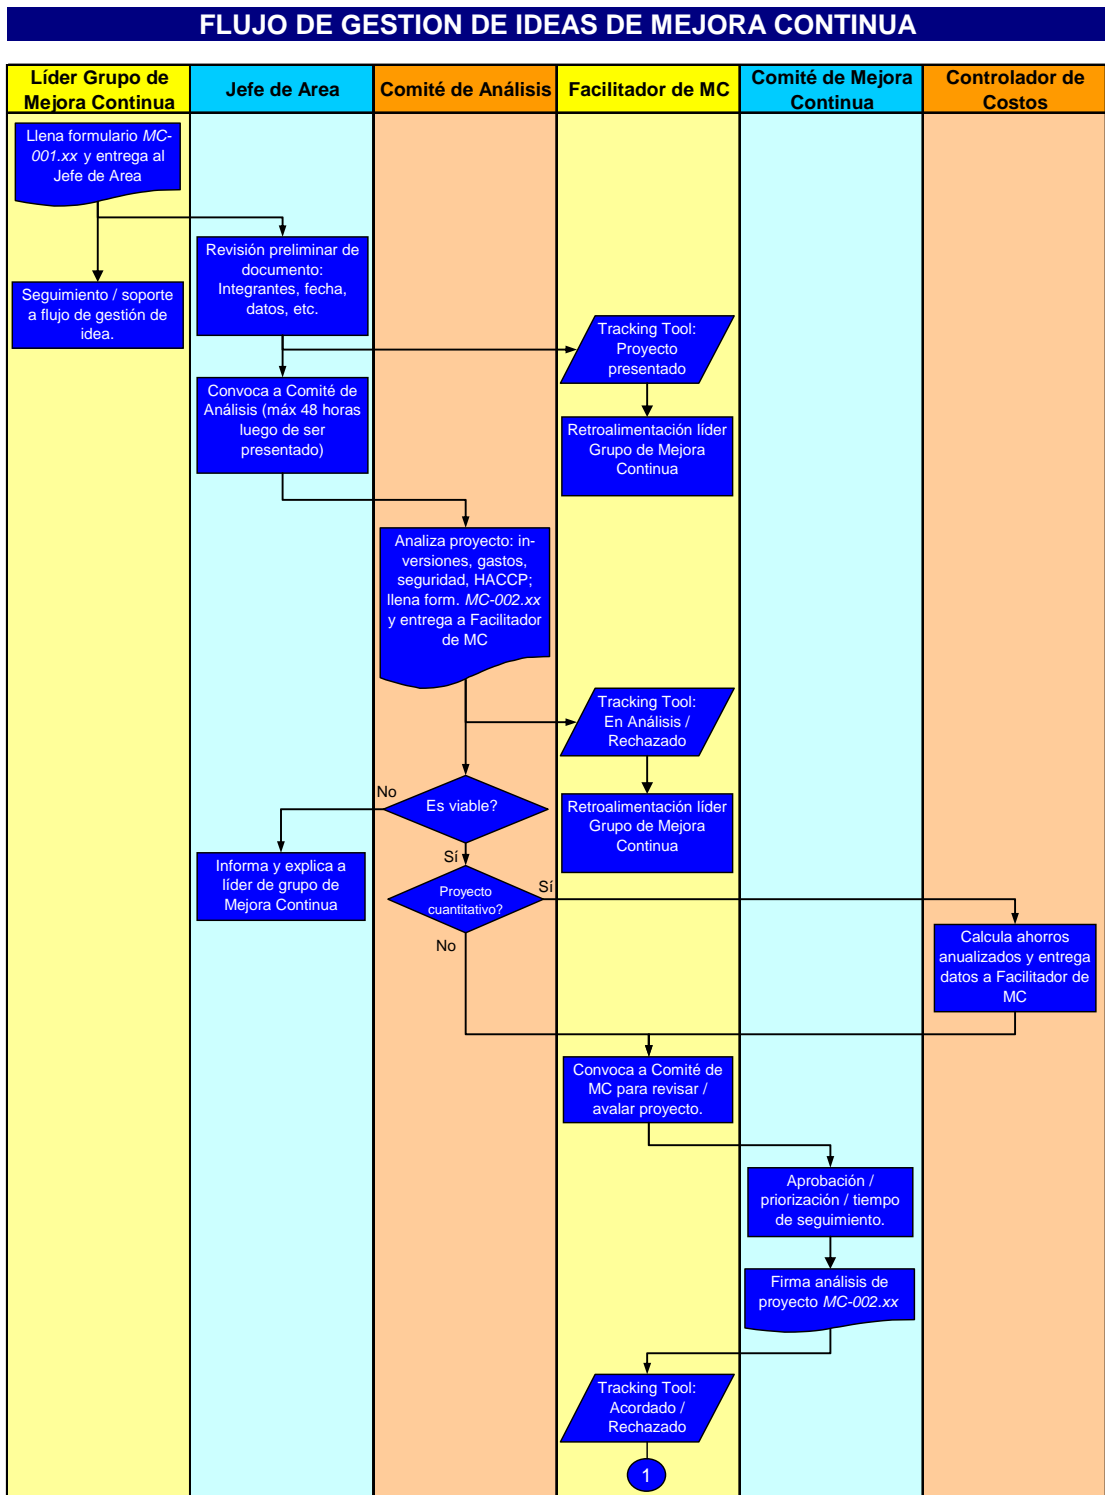 FLUJO DE GESTION DE IDEAS DE MEJORA CONTINUA
Líder Grupo de
Mejora Continua
Jefe de Area
Comité de Análisis
Facilitador de MC
Comité de Mejora
Continua
Controlador de
Costos
Llena formulario MC-
001.xx y entrega al
Jefe de Area
Revisión preliminar de
documento:
Integrantes, fecha,
datos, etc.
Seguimiento / soporte
a flujo de gestión de
idea.
Tracking Tool:
Proyecto
presentado
Convoca a Comité de
Análisis (máx 48 horas
luego de ser
presentado)
Retroalimentación líder
Grupo de Mejora
Continua
Analiza proyecto: in-
versiones, gastos,
seguridad, HACCP;
llena form. MC-002.xx
y entrega a Facilitador
de MC
Tracking Tool:
En Análisis /
Rechazado
No
Es viable?
Retroalimentación líder
Grupo de Mejora
Continua
Sí
Informa y explica a
líder de grupo de
Mejora Continua
Proyecto
cuantitativo?
Sí
No
Calcula ahorros
anualizados y entrega
datos a Facilitador de
MC
Convoca a Comité de
MC para revisar /
avalar proyecto.
Aprobación /
priorización / tiempo
de seguimiento.
Firma análisis de
proyecto MC-002.xx
Tracking Tool:
Acordado /
Rechazado
1